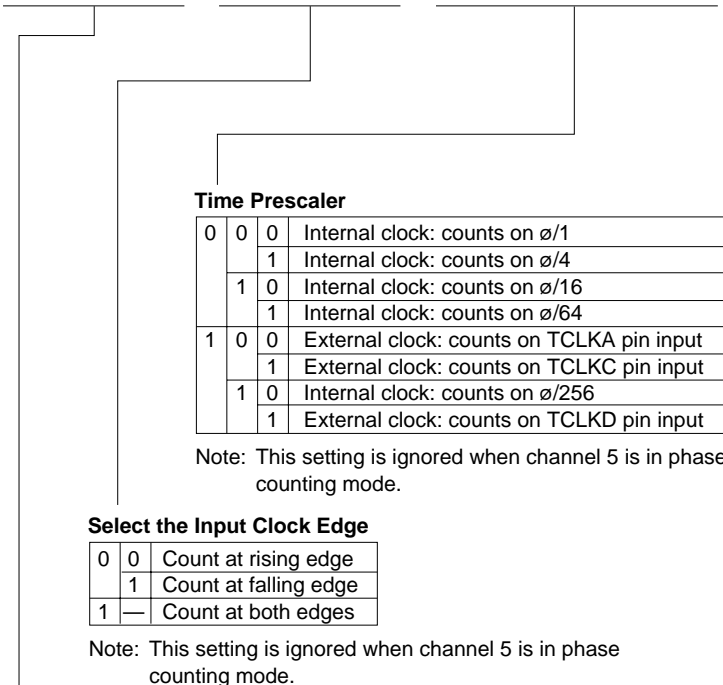 Time Prescaler
0 0 0 Internal clock: counts on ø/1
1 Internal clock: counts on ø/4
1 0 Internal clock: counts on ø/16
1 Internal clock: counts on ø/64
1 0 0 External clock: counts on TCLKA pin input
1 External clock: counts on TCLKC pin input
1 0 Internal clock: counts on ø/256
1 External clock: counts on TCLKD pin input
Note: This setting is ignored when channel 5 is in phase
counting mode.
Select the Input Clock Edge
0 0 Count at rising edge
1 Count at falling edge
1 — Count at both edges
Note: This setting is ignored when channel 5 is in phase
counting mode.